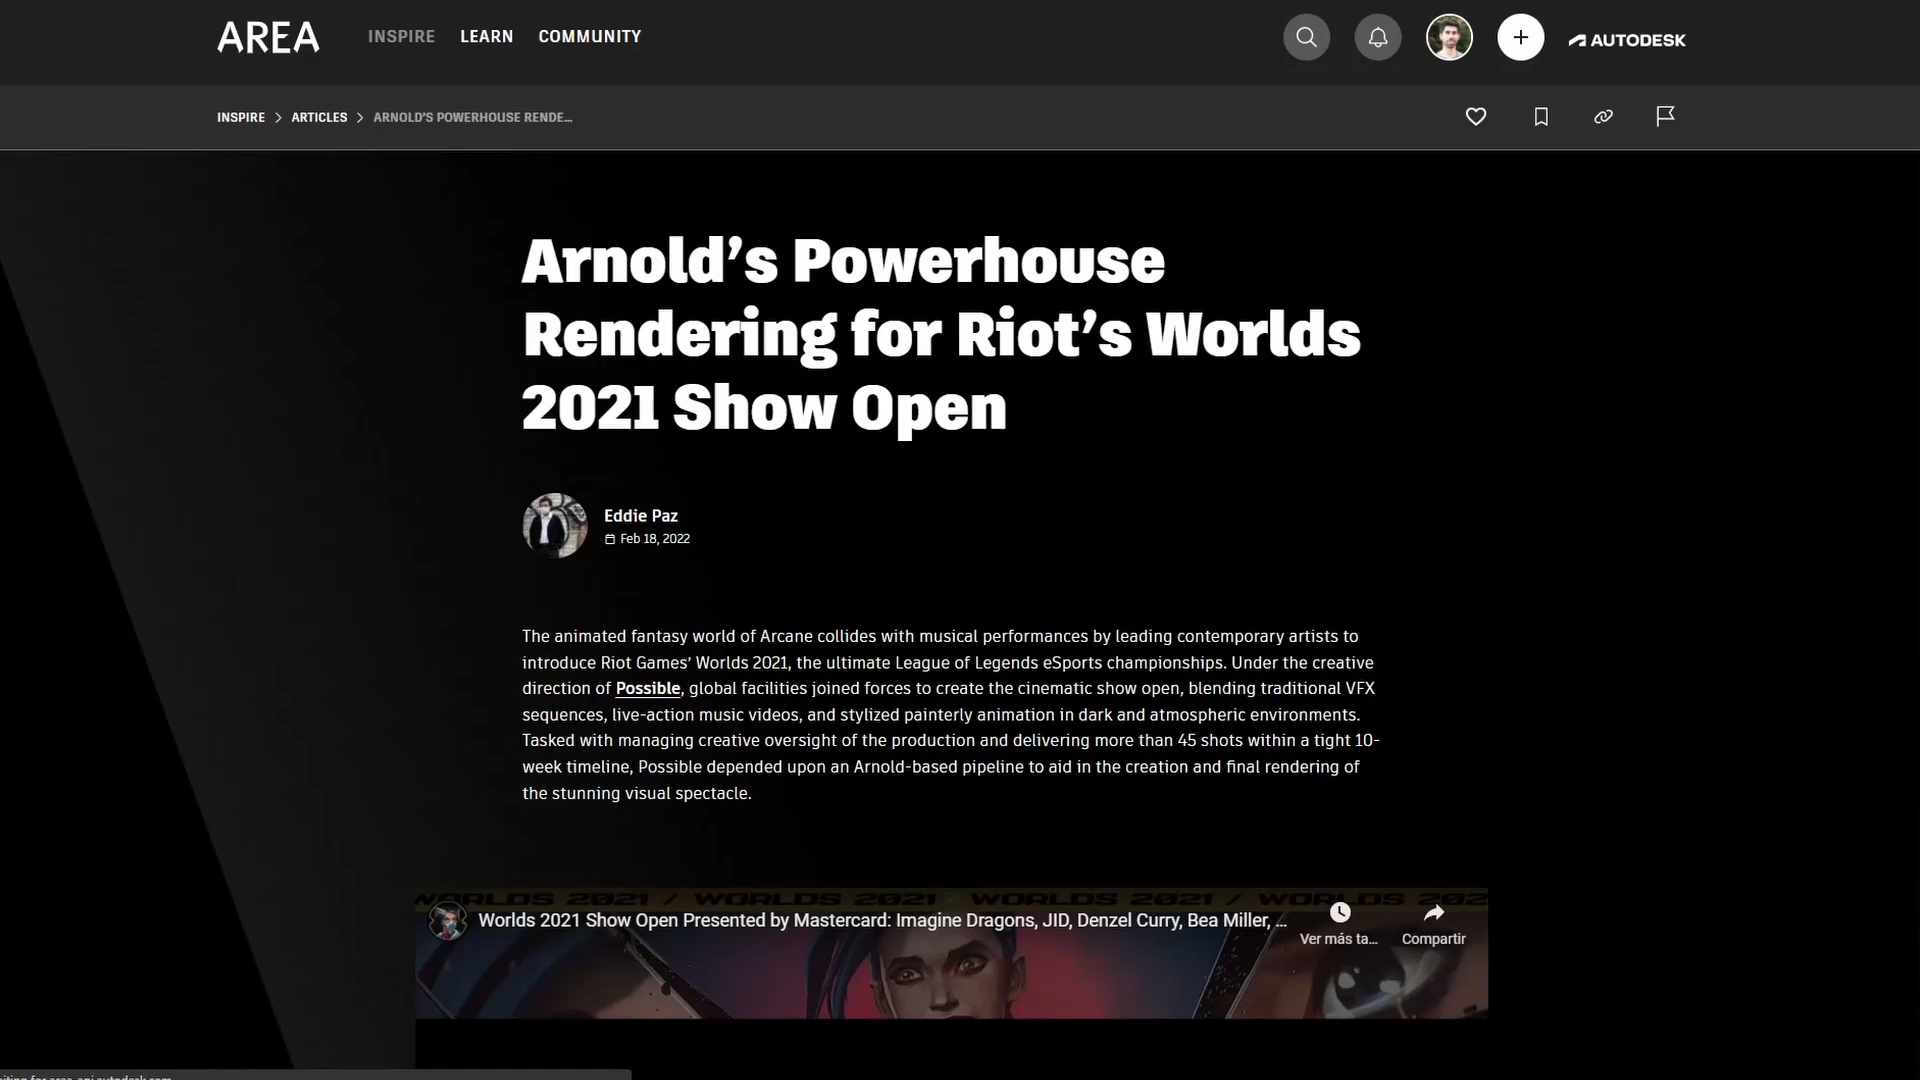 AREA
INSPIRE
LEARN
COMMUNITY
AUTODESK
INSPIRE > ARTICLES > ARNOLD'S POWERHOUSE RENDE...
Arnold’s Powerhouse
Rendering for Riot’s Worlds
2021 Show Open
Eddie Paz
Feb 18, 2022
The animated fantasy world of Arcane collides with musical performances by leading contemporary artists to
introduce Riot Games’ Worlds 2021, the ultimate League of Legends eSports championships. Under the creative
direction of Possible, global facilities joined forces to create the cinematic show open, blending traditional VFX
sequences, live-action music videos, and stylized painterly animation in dark and atmospheric environments.
Tasked with managing creative oversight of the production and delivering more than 45 shots within a tight 10-
week timeline, Possible depended upon an Arnold-based pipeline to aid in the creation and final rendering of
the stunning visual spectacle.
WORLDS 2021 / WORLDS 2021 WORLDS 2021 / WORLDS 202
Worlds 2021 Show Open Presented by Mastercard: Imagine Dragons, JID, Denzel Curry, Bea Miller, ...
Ver más ta...
Compartir